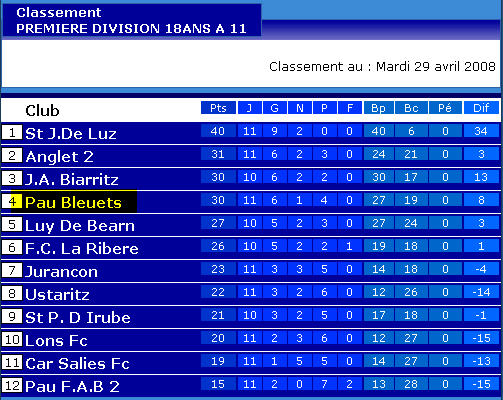 Classement
PREMIERE DIVISION 18ANS A 11
Classement au : Mardi 29 avril 2008
Club Pts J G N P F Bp Bc Pé Dif
1 St J.De Luz 40 11 9 2 0 0 40 6 0 34
2 Anglet 2 31 11 6 2 3 0 24 21 0 3
3 J.A. Biarritz 30 10 6 2 2 0 30 17 0 13
4 Pau Bleuets 30 11 6 1 4 0 27 19 0 8
5 Luy De Bearn 27 10 5 2 3 0 27 24 0 3
6 F.C. La Ribere 26 10 5 2 2 1 19 18 0 1
7 Jurancon 23 11 3 3 5 0 14 18 0 -4
8 Ustaritz 22 11 3 2 6 0 12 26 0 -14
9 St P. D Irube 21 10 3 2 5 0 17 18 0 -1
10 Lons Fc 20 11 2 3 6 0 12 27 0 -15
11 Car Salies Fc 19 11 1 5 5 0 14 27 0 -13
12 Pau F.A.B 2 15 11 2 0 7 2 13 28 0 -15